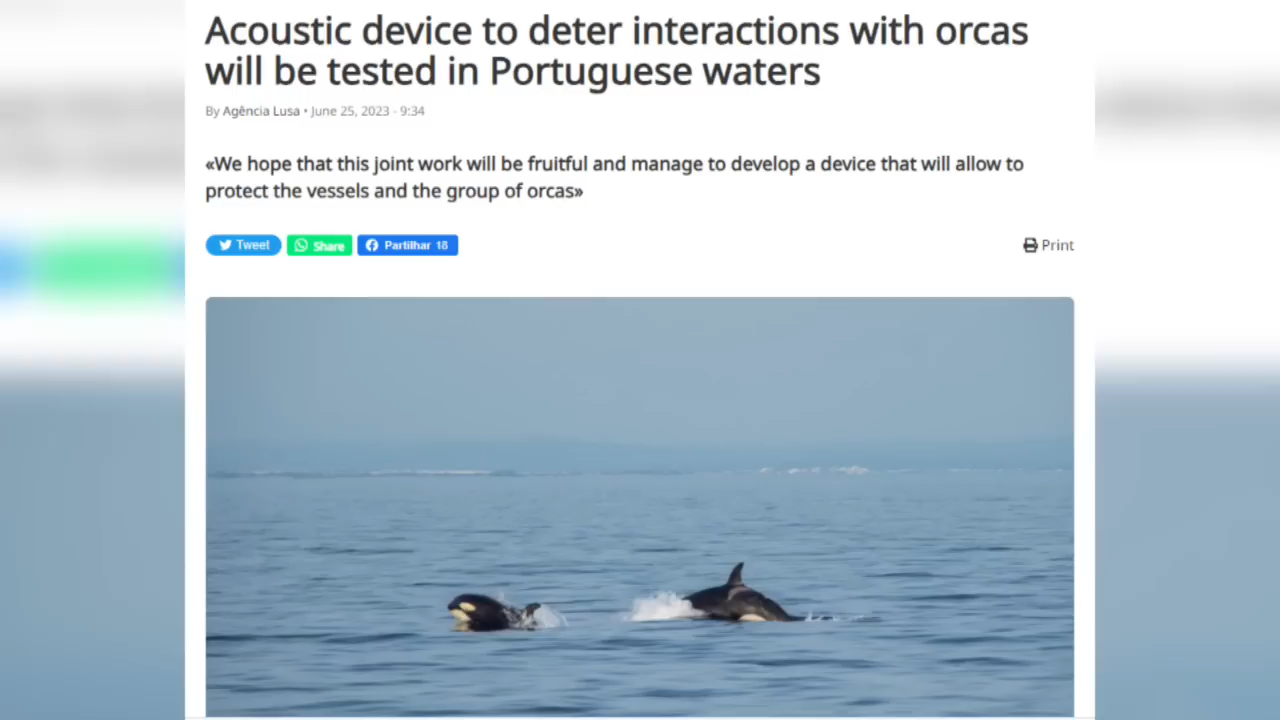 Acoustic device to deter interactions with orcas
will be tested in Portuguese waters
By Agência Lusa • June 25, 2023 - 9:34
«We hope that this joint work will be fruitful and manage to develop a device that will allow to
protect the vessels and the group of orcas»
Tweet Share Partilhar 18 Print